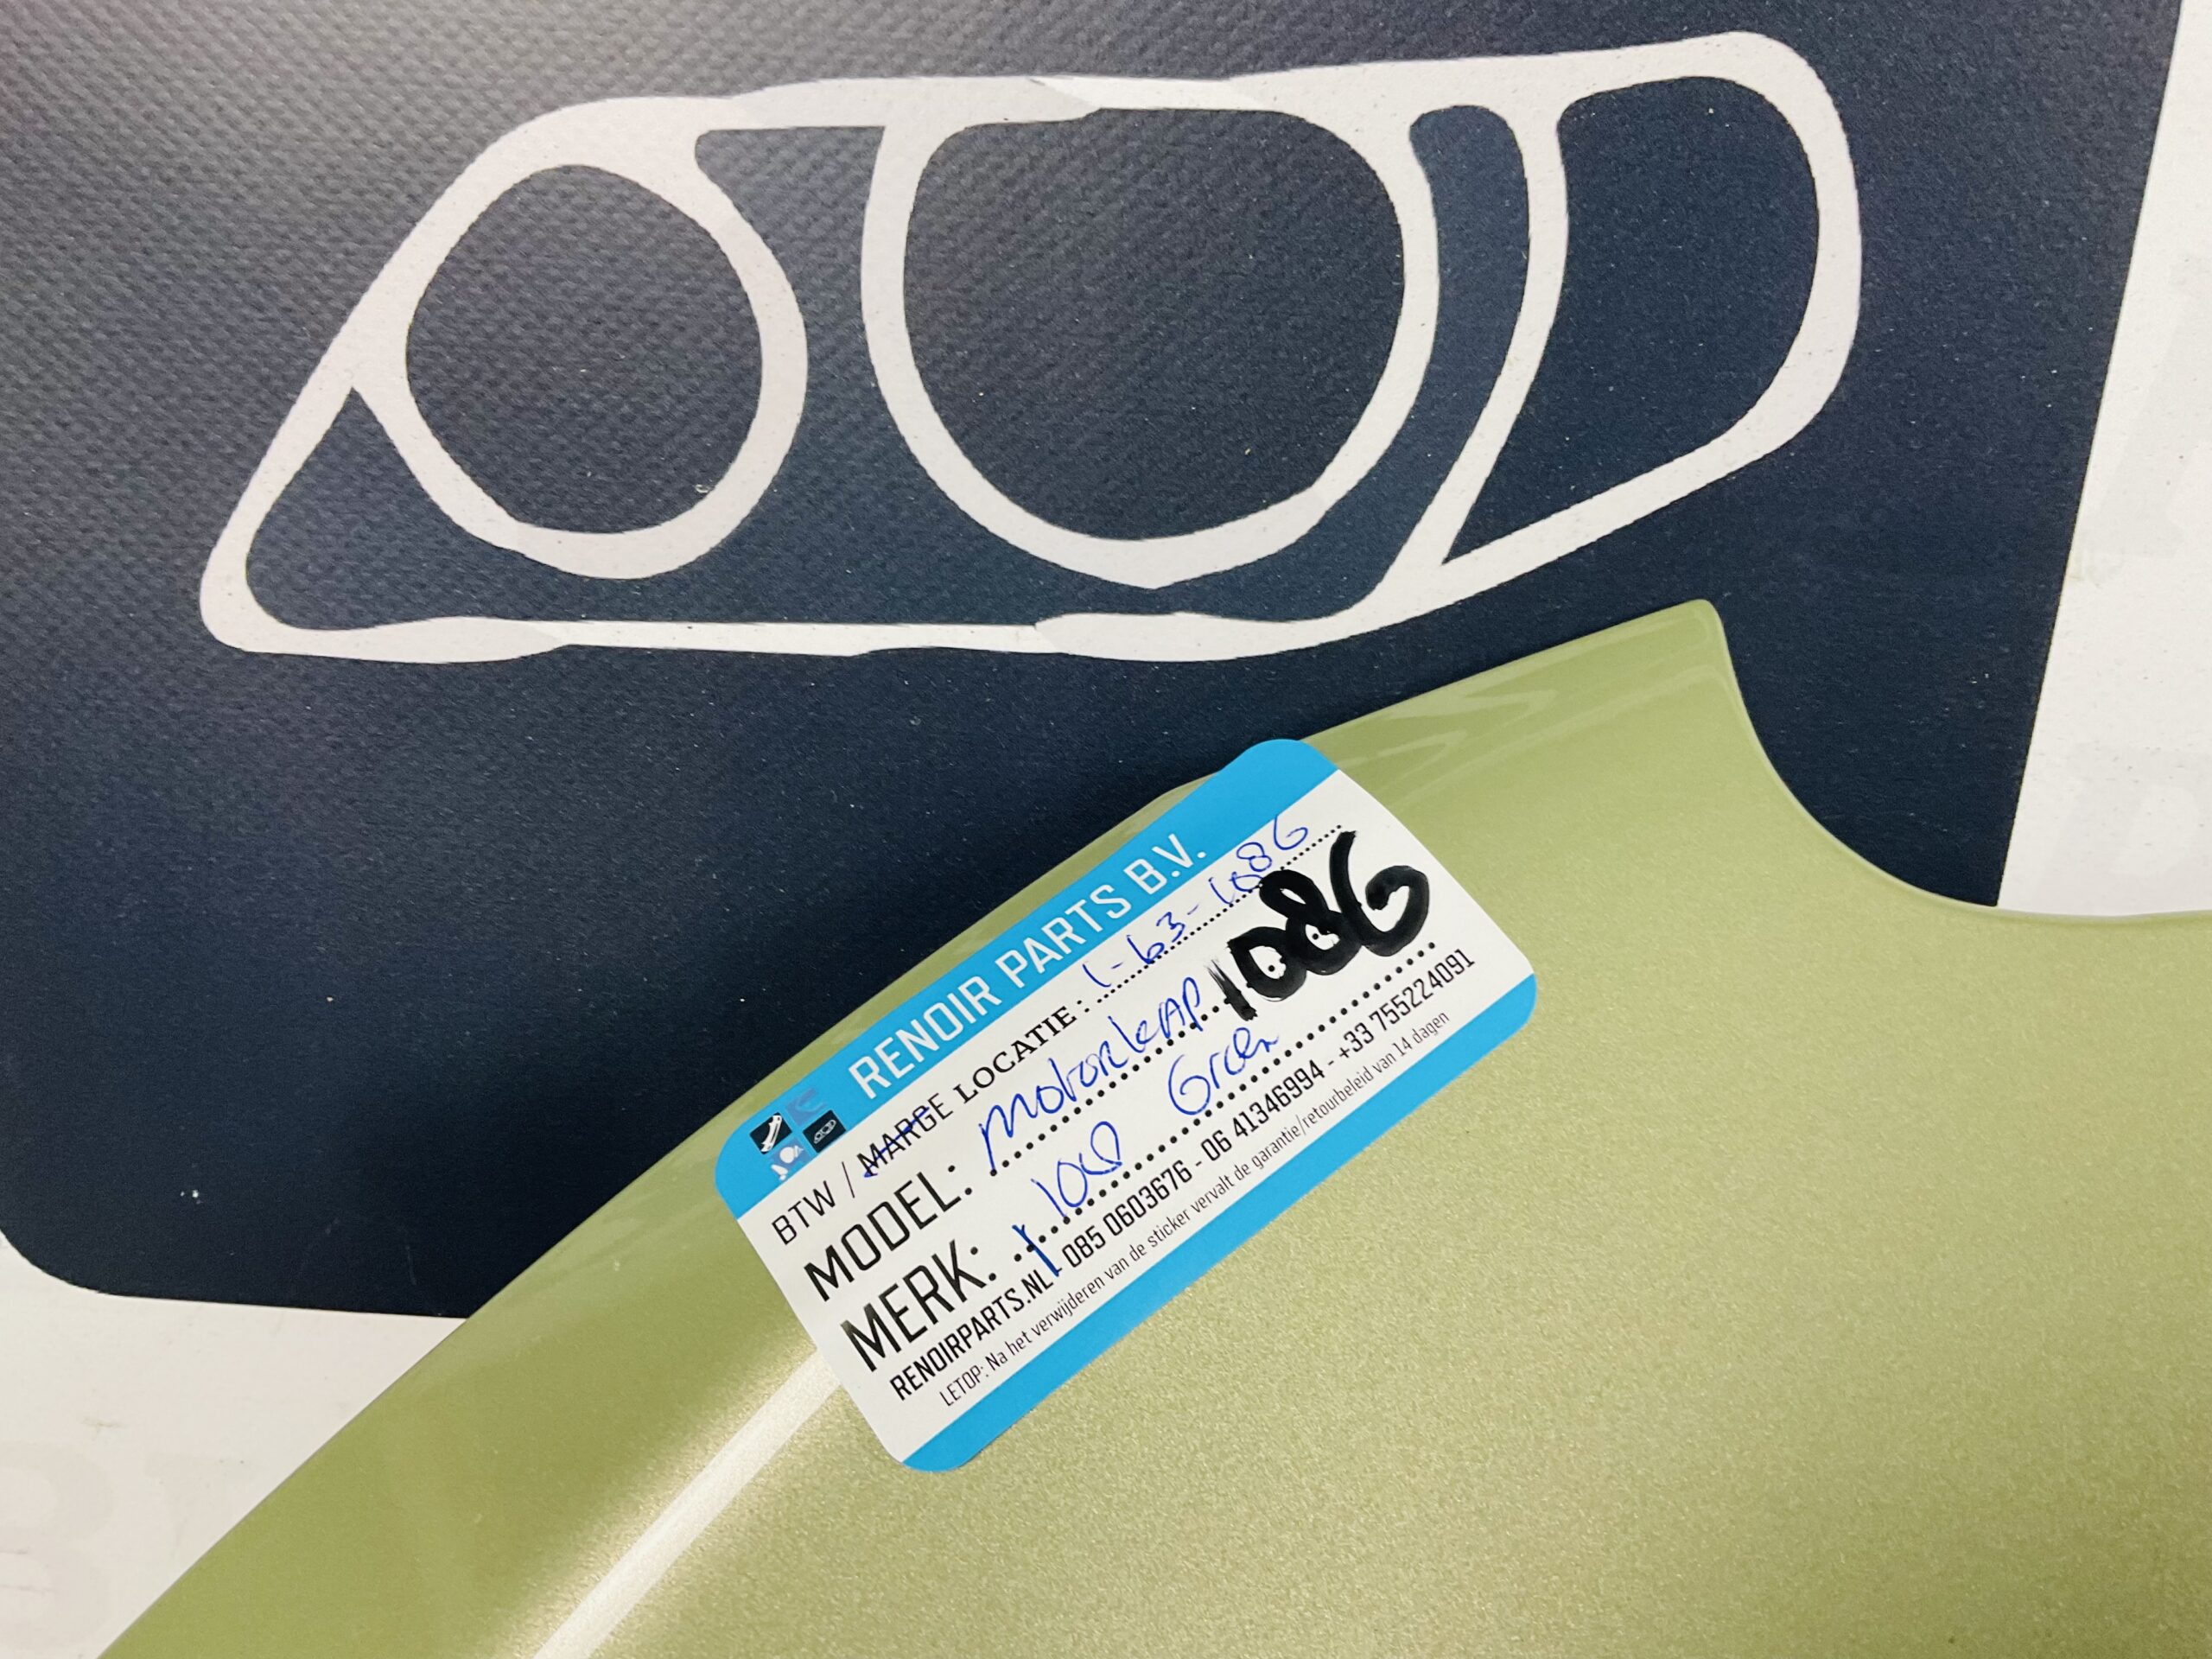 RENOIR PARTS B.V.
BTW / MARGE LOCATIE: 1-63-1086
MODEL: motorkAP 1086
MERK: Groen
RENOIRPARTS.NL - 085 0603676 - 06 41346994 - +33 755224091
LETOP: Na het verwijderen van de sticker vervalt de garantie/retourbeleid van 14 dagen